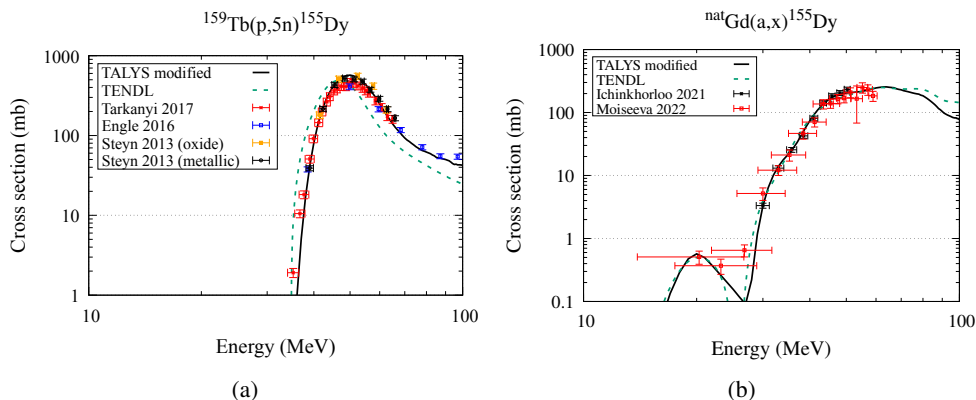 ¹⁵⁹Tb(p,5n)¹⁵⁵Dy
Cross section (mb)
1000
100
10
1
TALYS modified
TENDL
Tarkanyi 2017
Engle 2016
Steyn 2013 (oxide)
Steyn 2013 (metallic)
10
100
Energy (MeV)
(a)
ⁿᵃᵗGd(a,x)¹⁵⁵Dy
Cross section (mb)
1000
100
10
1
0.1
TALYS modified
TENDL
Ichinkhorloo 2021
Moiseeva 2022
10
100
Energy (MeV)
(b)